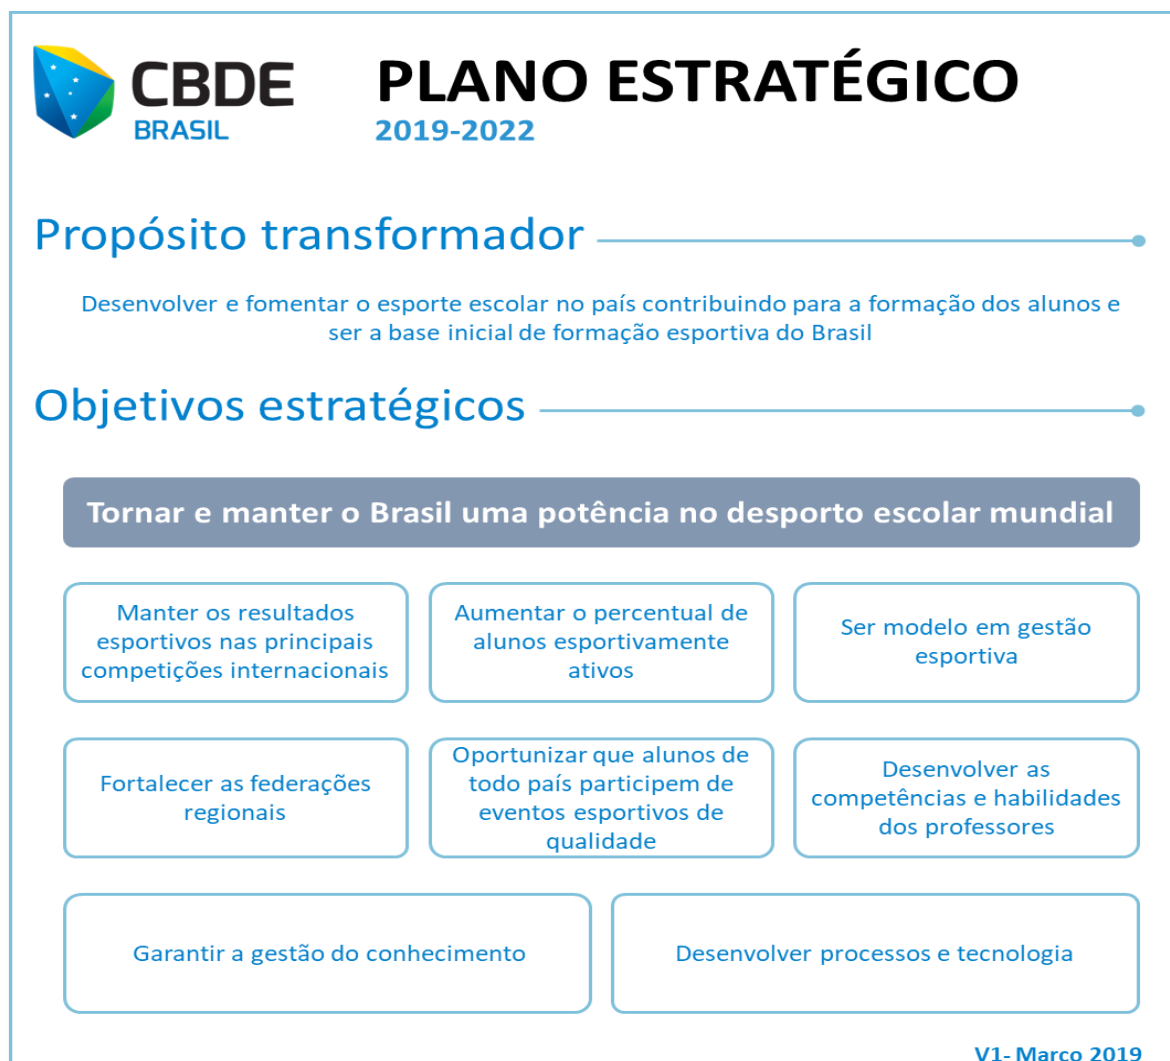 CBDE
BRASIL
PLANO ESTRATÉGICO
2019-2022
Propósito transformador
Desenvolver e fomentar o esporte escolar no país contribuindo para a formação dos alunos e
ser a base inicial de formação esportiva do Brasil
Objetivos estratégicos
Tornar e manter o Brasil uma potência no desporto escolar mundial
Manter os resultados
esportivos nas principais
competições internacionais
Aumentar o percentual de
alunos esportivamente
ativos
Ser modelo em gestão
esportiva
Fortalecer as federações
regionais
Oportunizar que alunos de
todo país participem de
eventos esportivos de
qualidade
Desenvolver as
competências e habilidades
dos professores
Garantir a gestão do conhecimento
Desenvolver processos e tecnologia
V1- Março 2019